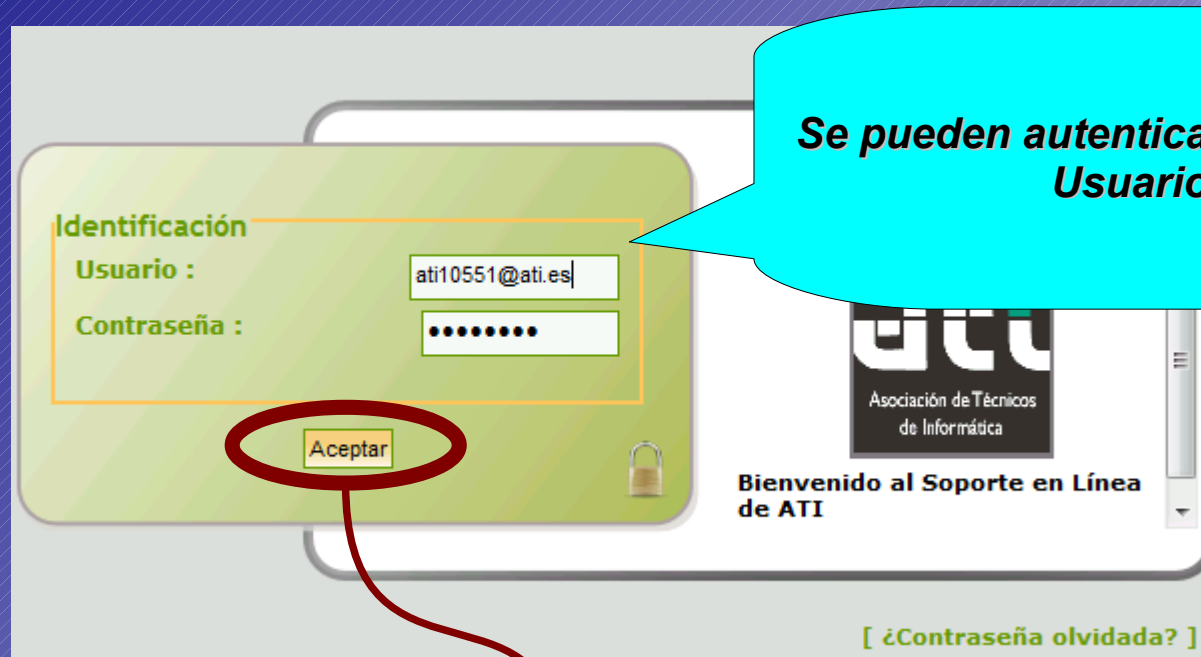 Se pueden autentica
Usuario
Identificación
Usuario :
ati10551@ati.es
Contraseña :
••••••••
Aceptar
ati
Asociación de Técnicos
de Informática
Bienvenido al Soporte en Línea
de ATI
[ ¿Contraseña olvidada? ]